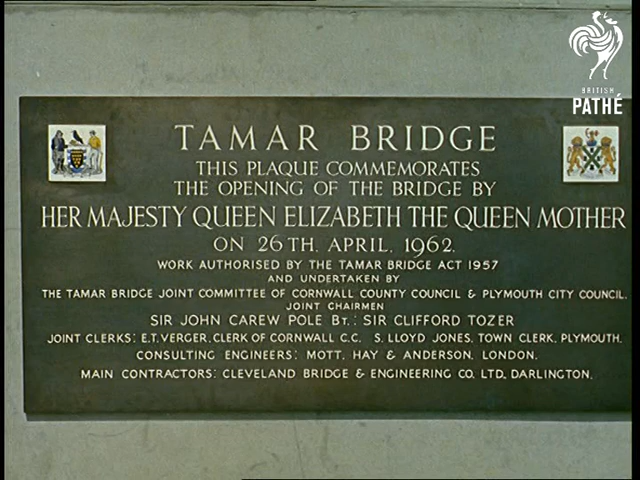 BRITISH
PATHÉ
TAMAR BRIDGE
THIS PLAQUE COMMEMORATES
THE OPENING OF THE BRIDGE BY
HER MAJESTY QUEEN ELIZABETH THE QUEEN MOTHER
ON 26TH. APRIL. 1962.
WORK AUTHORISED BY THE TAMAR BRIDGE ACT 1957
AND UNDERTAKEN BY
THE TAMAR BRIDGE JOINT COMMITTEE OF CORNWALL COUNTY COUNCIL & PLYMOUTH CITY COUNCIL.
JOINT CHAIRMEN
SIR JOHN CAREW POLE BT.: SIR CLIFFORD TOZER
JOINT CLERKS: E.T. VERGER, CLERK OF CORNWALL C.C. S. LLOYD JONES, TOWN CLERK, PLYMOUTH.
CONSULTING ENGINEERS: MOTT, HAY & ANDERSON, LONDON.
MAIN CONTRACTORS: CLEVELAND BRIDGE & ENGINEERING CO. LTD. DARLINGTON.